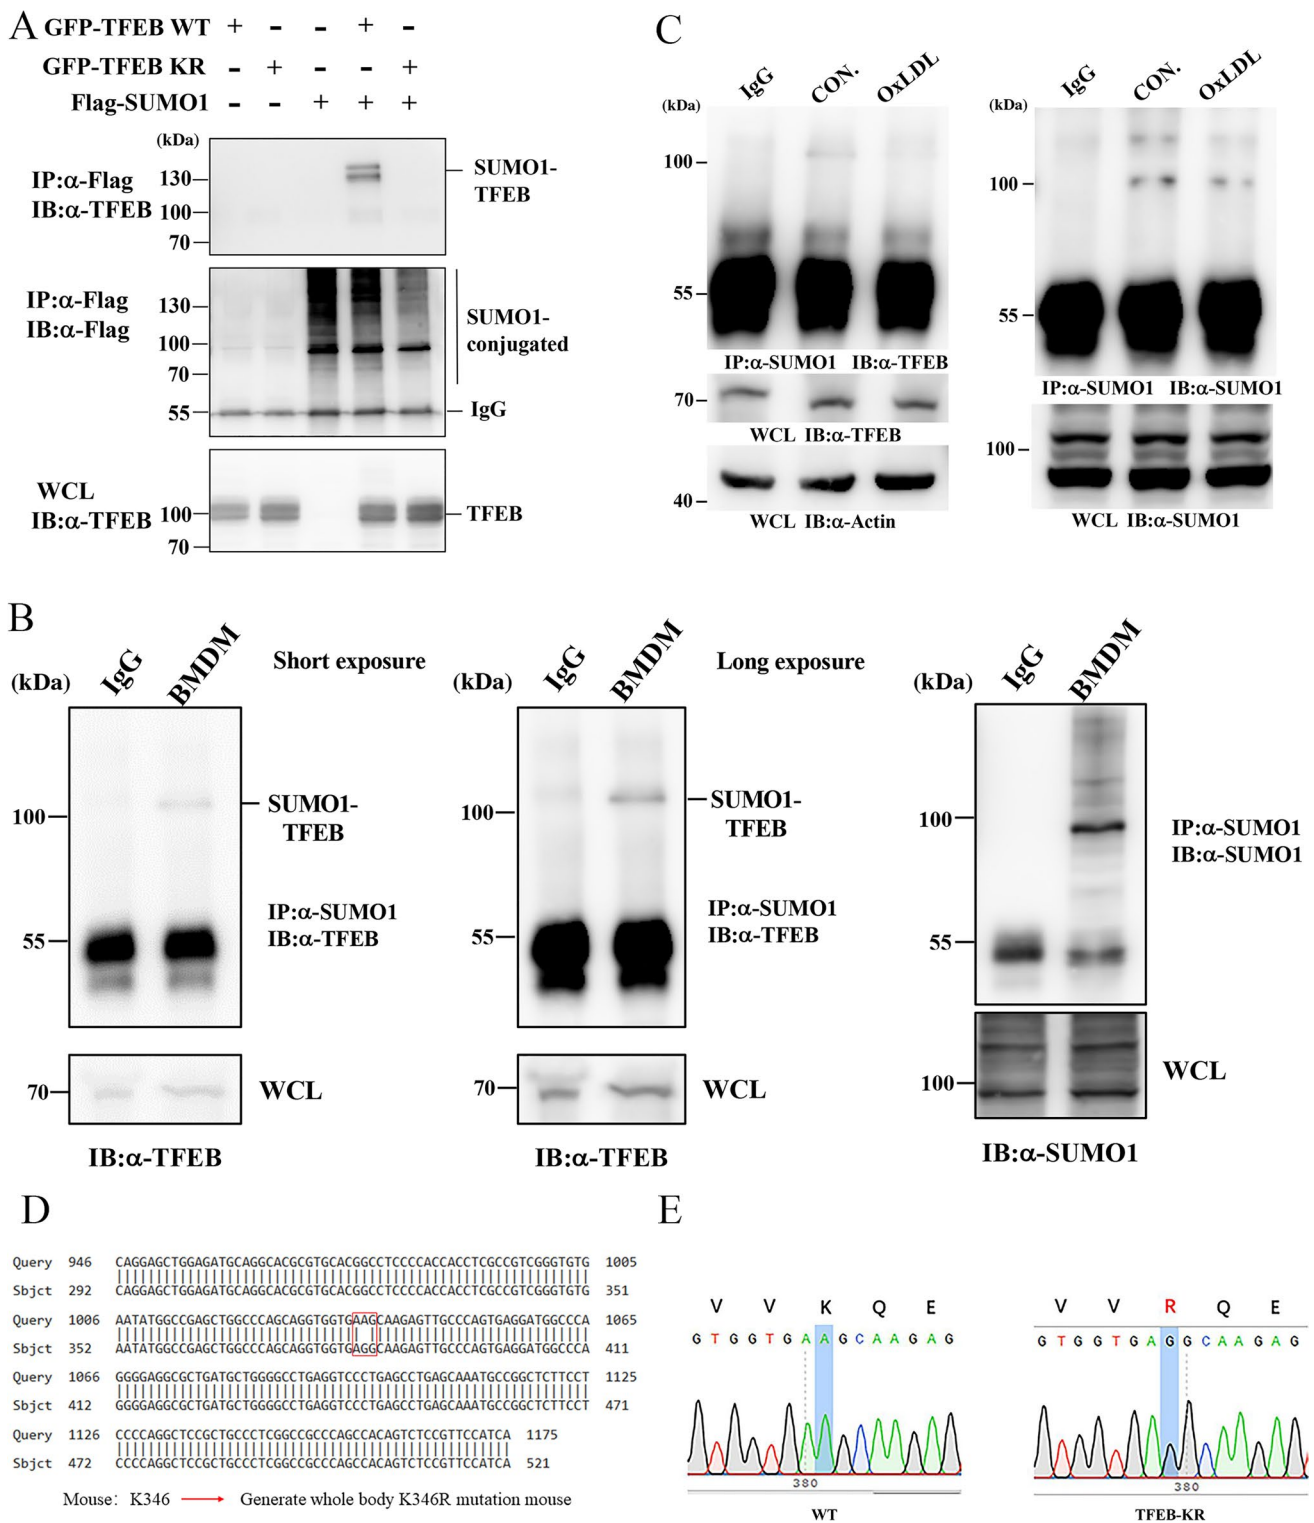 A
GFP-TFEB WT + - - + -
GFP-TFEB KR - + - - +
Flag-SUMO1 - - + + +
(kDa)
IP:α-Flag
IB:α-TFEB
130
100
70
SUMO1-
TFEB
IP:α-Flag
IB:α-Flag
130
100
70
55
SUMO1-
conjugated
IgG
WCL
IB:α-TFEB
100
70
TFEB
C
(kDa)
IgG CON. OxLDL
100
55
IP:α-SUMO1 IB:α-TFEB
70
WCL IB:α-TFEB
40
WCL IB:α-Actin
(kDa)
IgG CON. OxLDL
100
55
IP:α-SUMO1 IB:α-SUMO1
100
WCL IB:α-SUMO1
B
(kDa)
IgG BMDM
Short exposure
100
55
SUMO1-
TFEB
IP:α-SUMO1
IB:α-TFEB
70
WCL
IB:α-TFEB
(kDa)
IgG BMDM
Long exposure
100
55
SUMO1-
TFEB
IP:α-SUMO1
IB:α-TFEB
70
WCL
IB:α-TFEB
(kDa)
IgG BMDM
100
55
IP:α-SUMO1
IB:α-SUMO1
100
WCL
IB:α-SUMO1
D
Query 946 CAGGAGCTGGAGATGCAGGCACGCGTGCACGGCCTCCCCACCACCTCGCCGTCGGGTGTG 1005
Sbjct 292 CAGGAGCTGGAGATGCAGGCACGCGTGCACGGCCTCCCCACCACCTCGCCGTCGGGTGTG 351
Query 1006 AATATGGCCGAGCTGGCCCAGCAGGTGGTGAAGCAAGAGTTGCCCAGTGAGGATGGCCCA 1065
Sbjct 352 AATATGGCCGAGCTGGCCCAGCAGGTGGTGAGGCAAGAGTTGCCCAGTGAGGATGGCCCA 411
Query 1066 GGGGAGGCGCTGATGCTGGGGCCTGAGGTCCCTGAGCCTGAGCAAATGCCGGCTCTTCCT 1125
Sbjct 412 GGGGAGGCGCTGATGCTGGGGCCTGAGGTCCCTGAGCCTGAGCAAATGCCGGCTCTTCCT 471
Query 1126 CCCCAGGCTCCGCTGCCCTCGGCCGCCCAGCCACAGTCTCCGTTCCATCA 1175
Sbjct 472 CCCCAGGCTCCGCTGCCCTCGGCCGCCCAGCCACAGTCTCCGTTCCATCA 521
Mouse: K346 Generate whole body K346R mutation mouse
E
V V K Q E
G T G G T G A A G C A A G A G
380
WT
V V R Q E
G T G G T G A G G C A A G A G
380
TFEB-KR